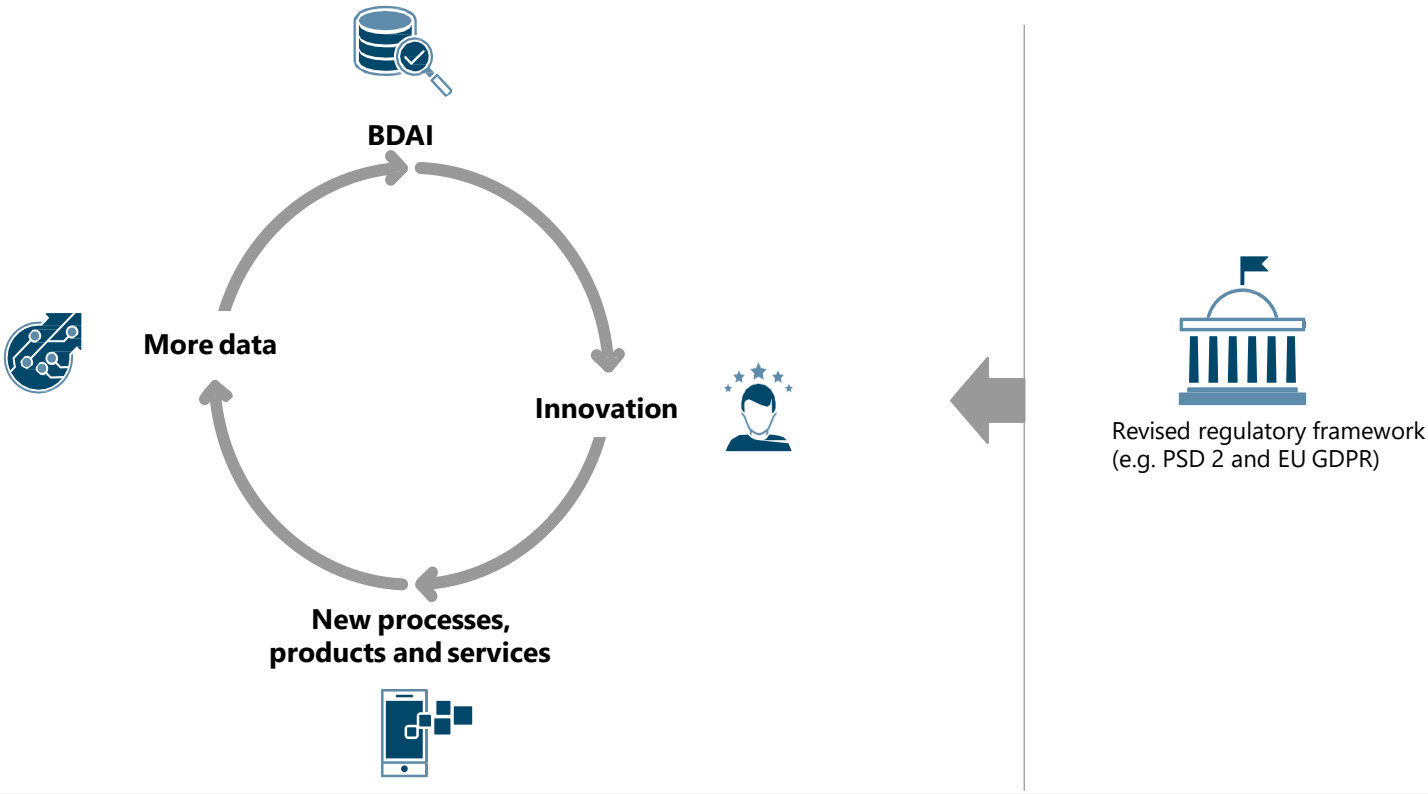 BDAI
More data
Innovation
New processes,
products and services
Revised regulatory framework
(e.g. PSD 2 and EU GDPR)